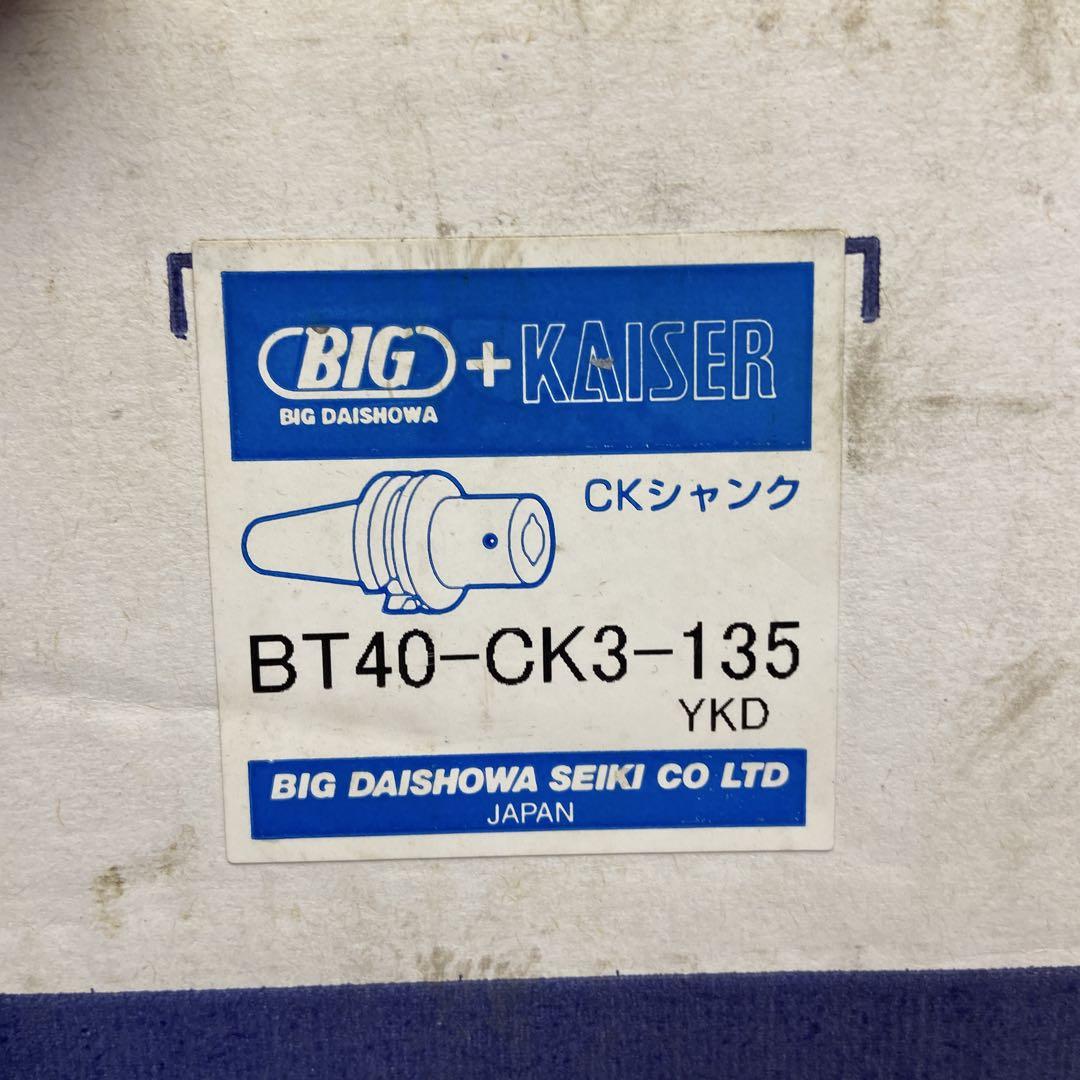 BIG+KAISER
BIG DAISHOWA
CKシャンク
BT40-CK3-135
YKD
BIG DAISHOWA SEIKI CO LTD
JAPAN